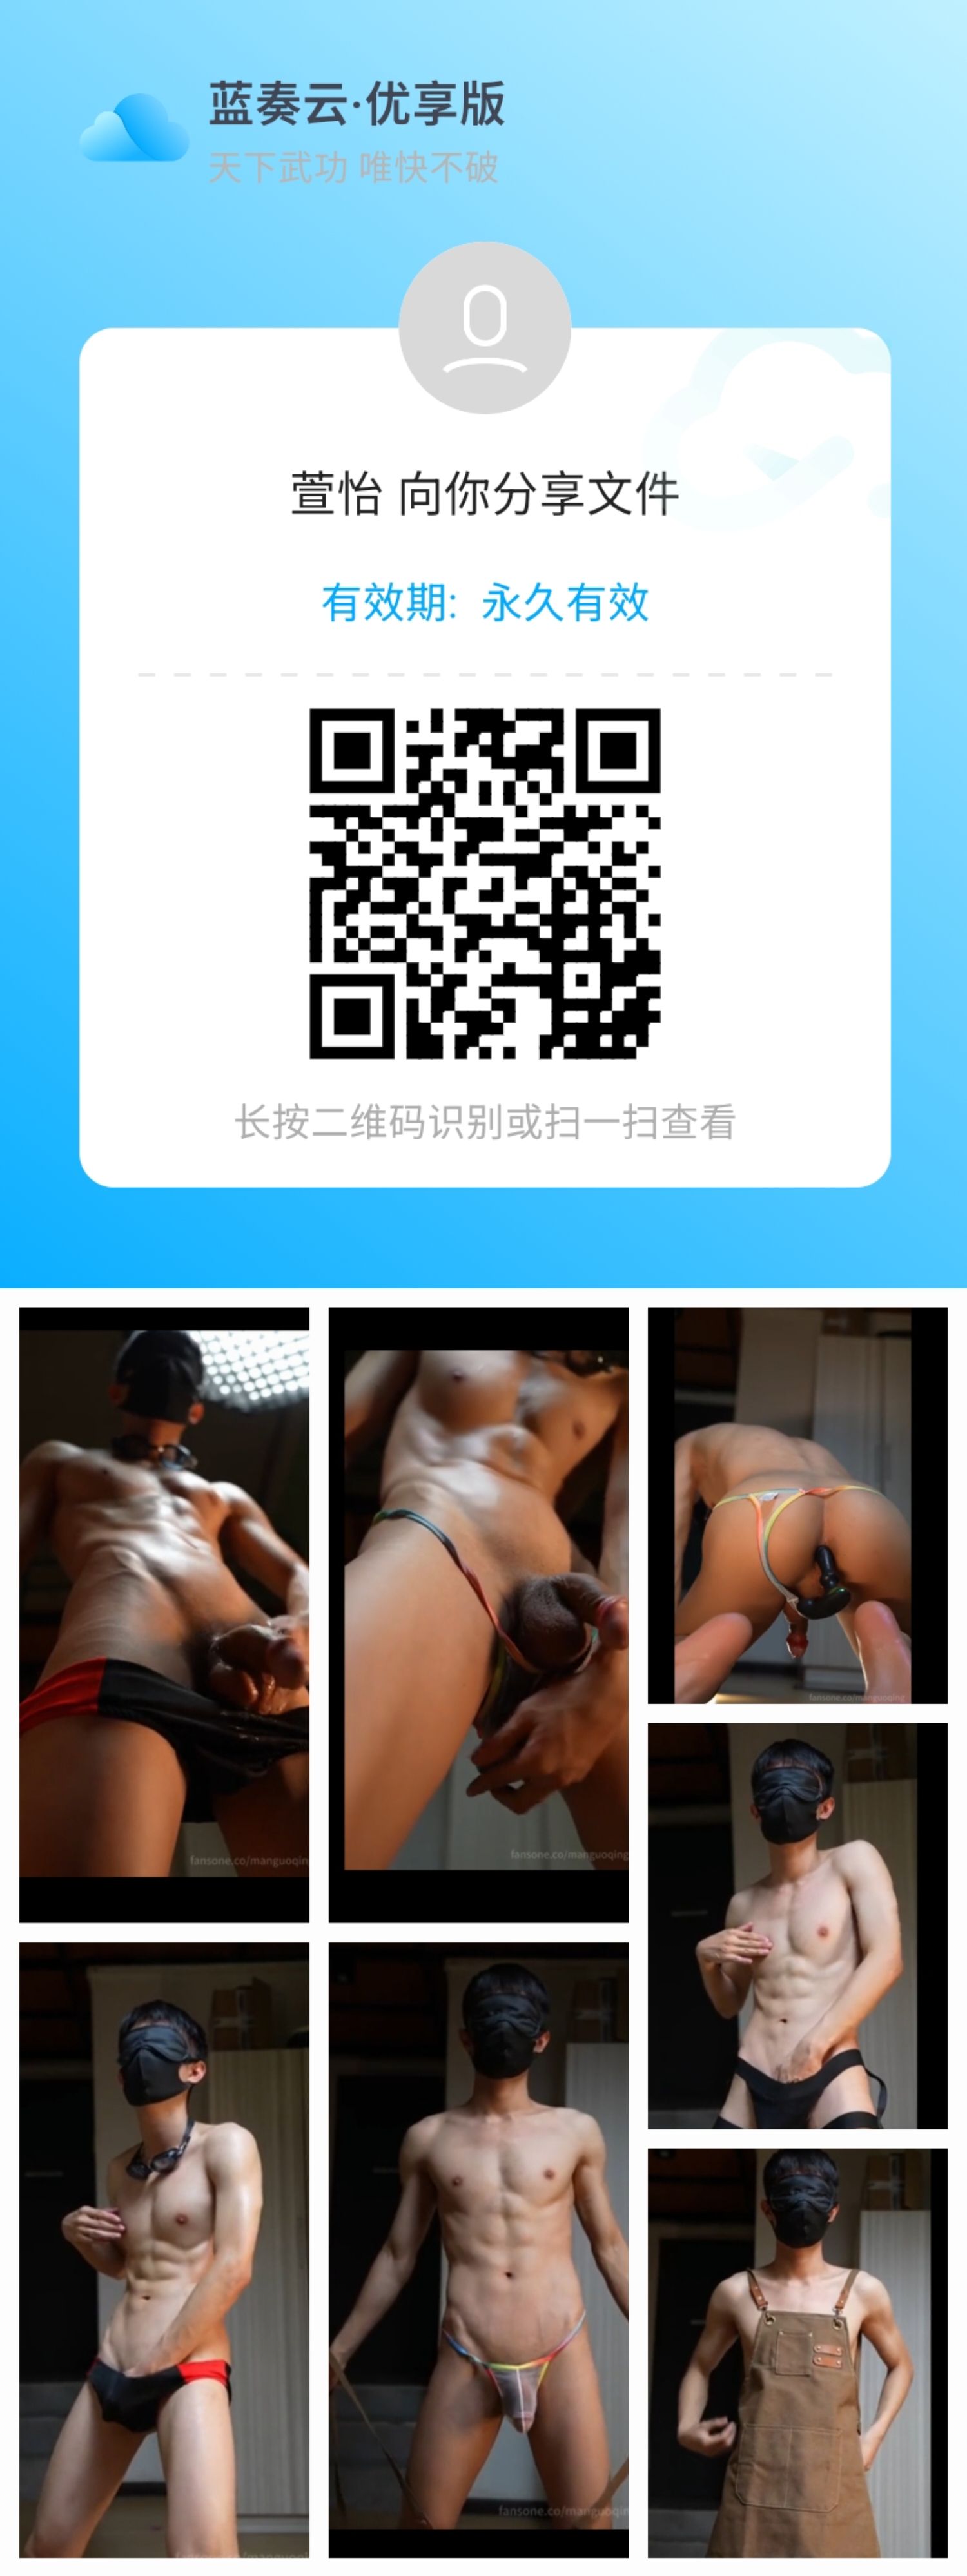 蓝奏云·优享版
天下武功 唯快不破
萱怡 向你分享文件
有效期: 永久有效
长按二维码识别或扫一扫查看
fansone.co/manguoqing
fansone.co/manguoqing
fansone.co/manguoqing
fansone.co/manguoqin